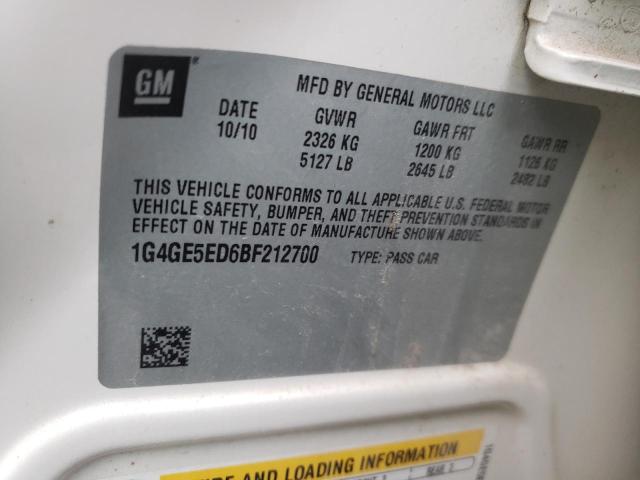 GM
MFD BY GENERAL MOTORS LLC
DATE GVWR GAWR FRT GAWR RR
10/10 2326 KG 1200 KG 1126 KG
5127 LB 2645 LB 2482 LB
THIS VEHICLE CONFORMS TO ALL APPLICABLE U.S. FEDERAL MOTOR
VEHICLE SAFETY, BUMPER, AND THEFT PREVENTION STANDARDS IN
EFFECT ON THE DATE OF MANUFACTURE SHOWN ABOVE.
1G4GE5ED6BF212700 TYPE: PASS CAR
AND LOADING INFORMATION
REAR 2